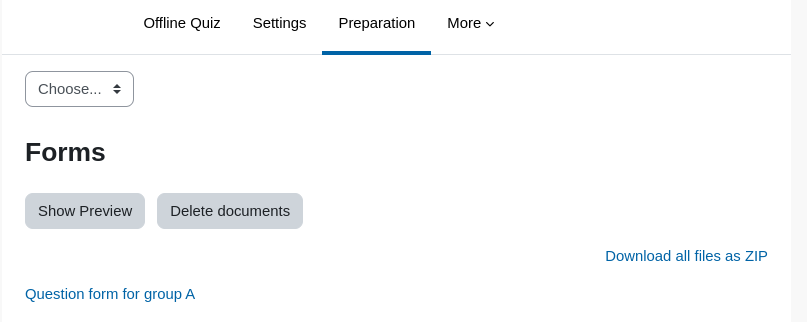 Offline Quiz Settings Preparation More
Choose...
Forms
Show Preview Delete documents
Download all files as ZIP
Question form for group A